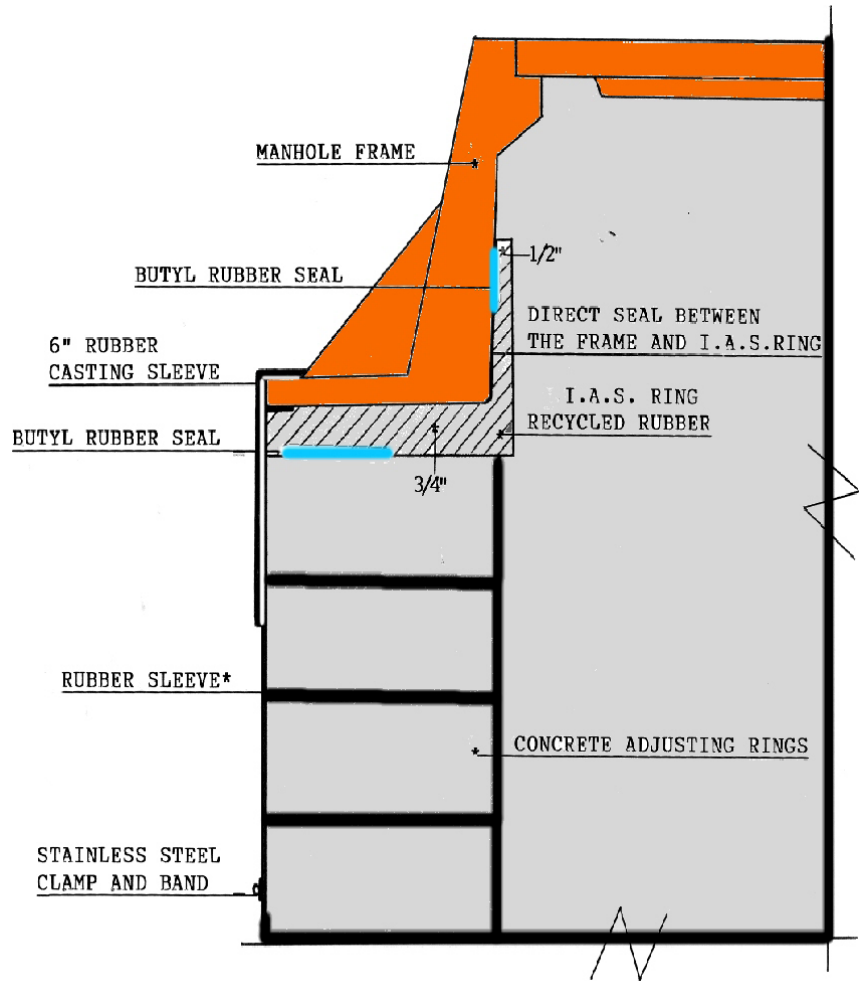 MANHOLE FRAME
1/2"
BUTYL RUBBER SEAL
DIRECT SEAL BETWEEN
THE FRAME AND I.A.S.RING
6" RUBBER
CASTING SLEEVE
I.A.S. RING
RECYCLED RUBBER
BUTYL RUBBER SEAL
3/4"
RUBBER SLEEVE*
CONCRETE ADJUSTING RINGS
STAINLESS STEEL
CLAMP AND BAND